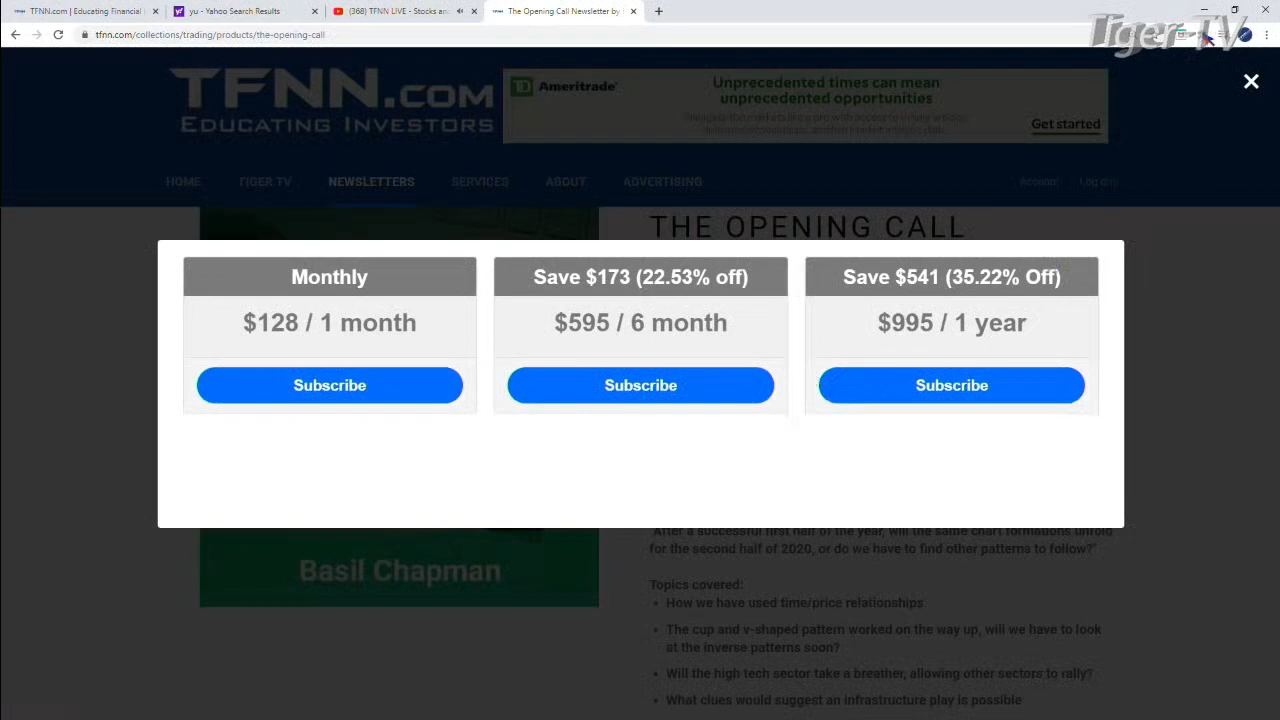 TFNN.com | Educating Financial
yu - Yahoo Search Results
(368) TFNN LIVE - Stocks an
The Opening Call Newsletter by
Tiger-TV
tfnn.com/collections/trading/products/the-opening-call
TFNN.COM
EDUCATING INVESTORS
TD Ameritrade
Unprecedented times can mean
unprecedented opportunities
Get started
HOME TIGER TV NEWSLETTERS SERVICES ABOUT ADVERTISING Account Log
THE OPENING CALL
Monthly
$128 / 1 month
Subscribe
Save $173 (22.53% off)
$595 / 6 month
Subscribe
Save $541 (35.22% Off)
$995 / 1 year
Subscribe
Basil Chapman
"After a successful first half of the year, will the same chart formations unfold
for the second half of 2020, or do we have to find other patterns to follow?"
Topics covered:
How we have used time/price relationships
The cup and v-shaped pattern worked on the way up, will we have to look
at the inverse patterns soon?
Will the high tech sector take a breather, allowing other sectors to rally?
What clues would suggest an infrastructure play is possible